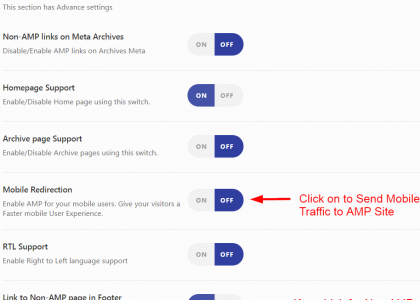 This section has Advance settings
Non-AMP links on Meta Archives
Disable/Enable AMP links on Archives Meta
ON OFF
Homepage Support
Enable/Disable Home page using this switch.
ON OFF
Archive page Support
Enable/Disable Archive pages using this switch.
ON OFF
Mobile Redirection
Enable AMP for your mobile users. Give your visitors a
Faster mobile User Experience.
ON OFF
Click on to Send Mobile
Traffic to AMP Site
RTL Support
Enable Right to Left language support
ON OFF
Link to Non-AMP page in Footer
ON OFF